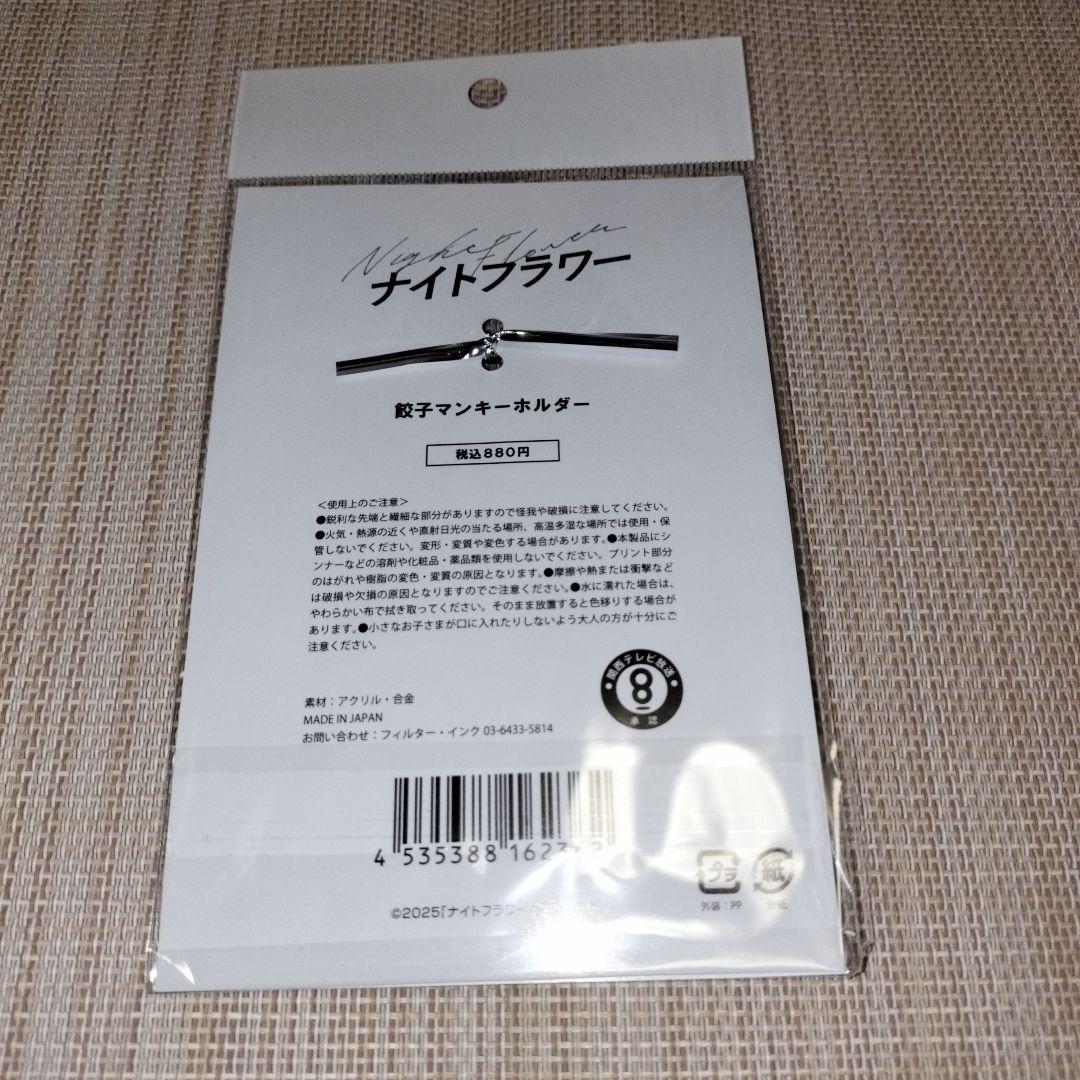 Night Flower
ナイトフラワー
餃子マンキーホルダー
税込880円
＜使用上のご注意＞
●鋭利な先端と繊細な部分がありますので怪我や破損に注意してください。
●火気・熱源の近くや直射日光の当たる場所、高温多湿な場所では使用・保
管しないでください。変形・変質や変色する場合があります。●本製品にシ
ンナーなどの溶剤や化粧品・薬品類を使用しないでください。プリント部分
のはがれや樹脂の変色・変質の原因となります。●摩擦や熱または衝撃など
は破損や欠損の原因となりますのでご注意ください。●水に濡れた場合は、
やわらかい布で拭き取ってください。そのまま放置すると色移りする場合が
あります。●小さなお子さまが口に入れたりしないよう大人の方が十分にご
注意ください。
関西テレビ放送
8
承認
素材：アクリル・合金
MADE IN JAPAN
お問い合わせ：フィルター・インク 03-6433-5814
4 535388 162
プラ
紙
外装：PP
台紙
©2025「ナイトフラワー